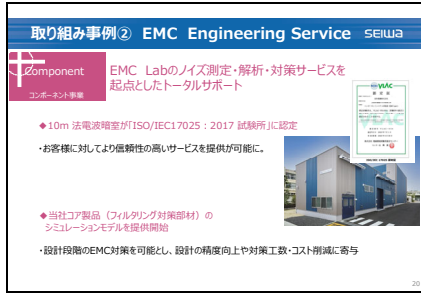 取り組み事例② EMC Engineering Service SEIWA
Component
コンポーネント事業
EMC Labのノイズ測定・解析・対策サービスを
起点としたトータルサポート
◆10m 法電波暗室が「ISO/IEC17025：2017 試験所」に認定
・お客様に対してより信頼性の高いサービスを提供が可能に。
VLAC
◆当社コア製品（フィルタリング対策部材）の
シミュレーションモデルを提供開始
・設計段階のEMC対策を可能とし、設計の精度向上や対策工数・コスト削減に寄与
20